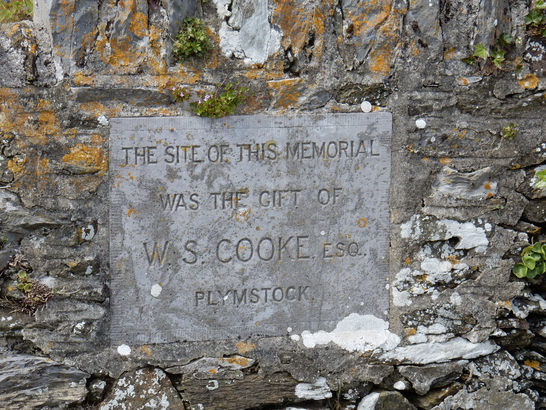 THE SITE OF THIS MEMORIAL
WAS THE GIFT OF
W. S. COOKE. ESQ.,
PLYMSTOCK.